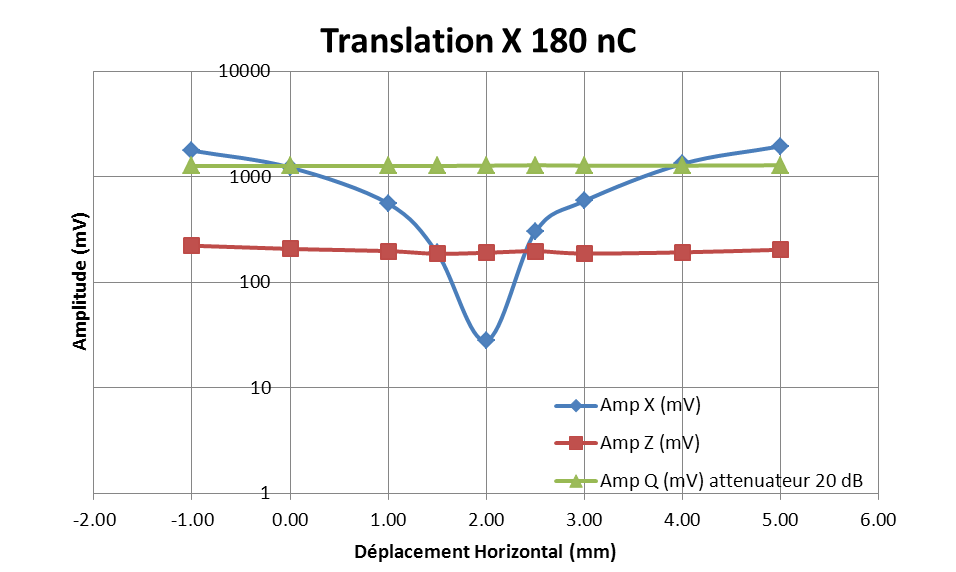 Translation X 180 nC
10000
1000
100
10
1
Amplitude (mV)
Amp X (mV)
Amp Z (mV)
Amp Q (mV) attenuateur 20 dB
-2.00 -1.00 0.00 1.00 2.00 3.00 4.00 5.00 6.00
Déplacement Horizontal (mm)